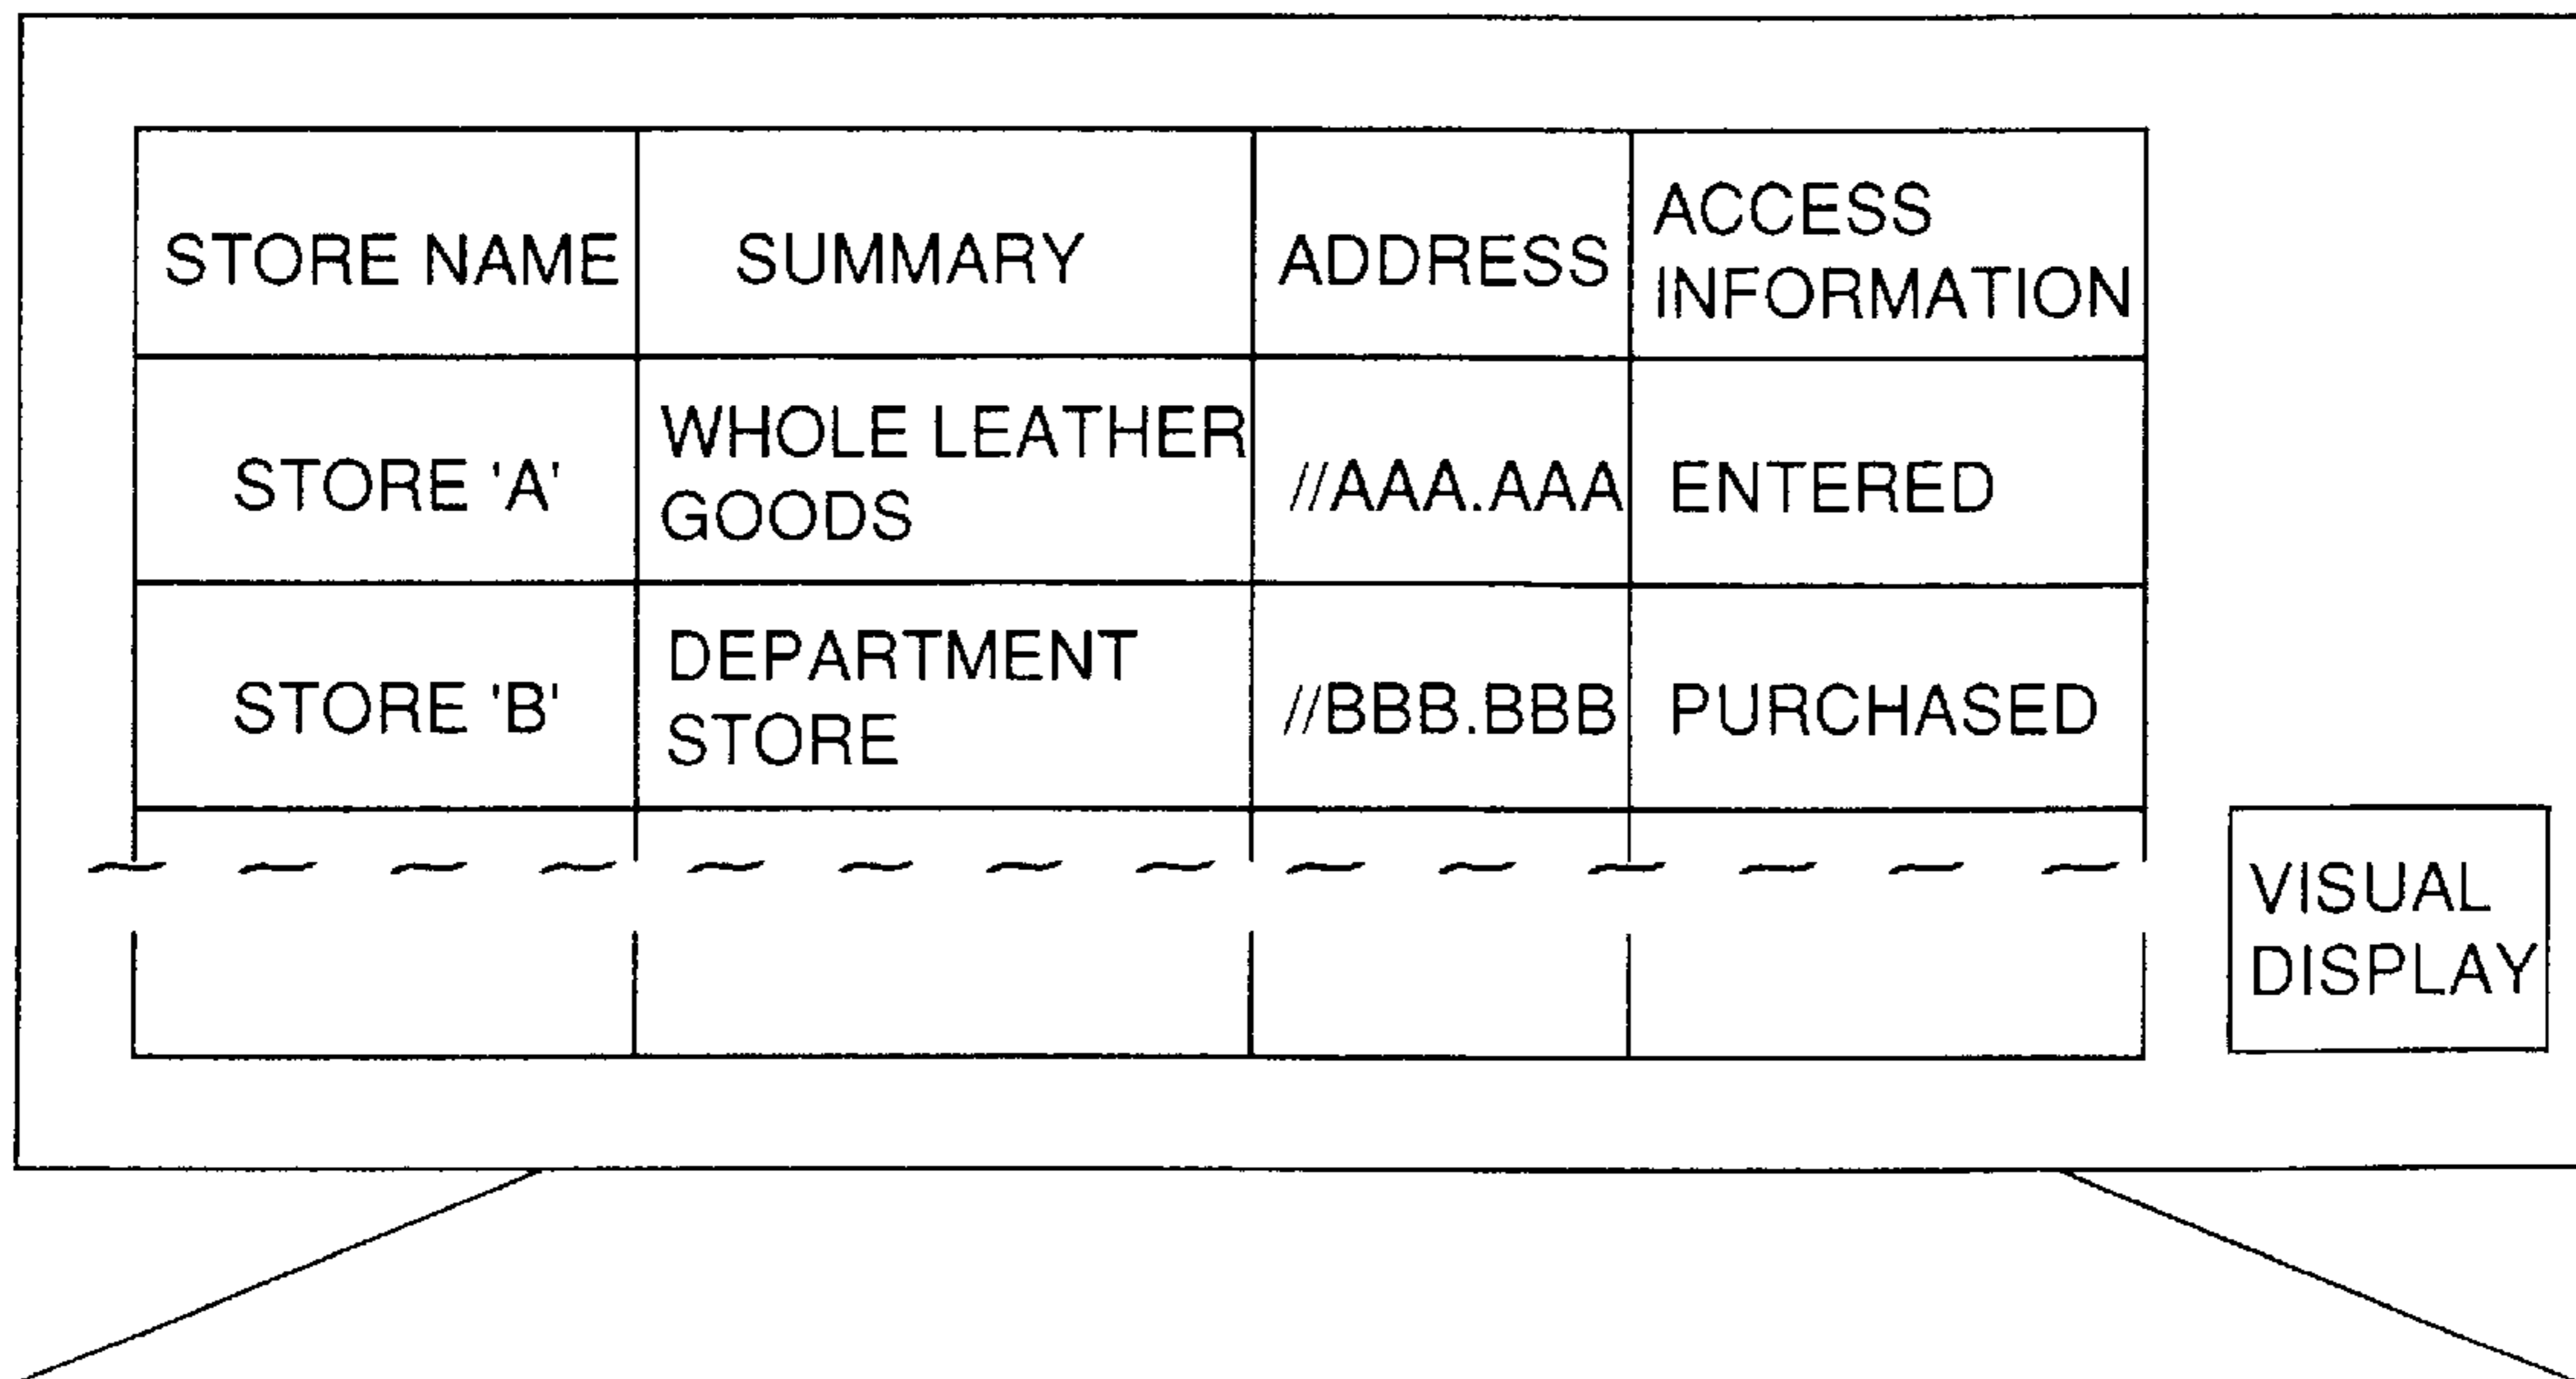 STORE NAME SUMMARY ADDRESS ACCESS INFORMATION
STORE 'A' WHOLE LEATHER GOODS //AAA.AAA ENTERED
STORE 'B' DEPARTMENT STORE //BBB.BBB PURCHASED
VISUAL
DISPLAY